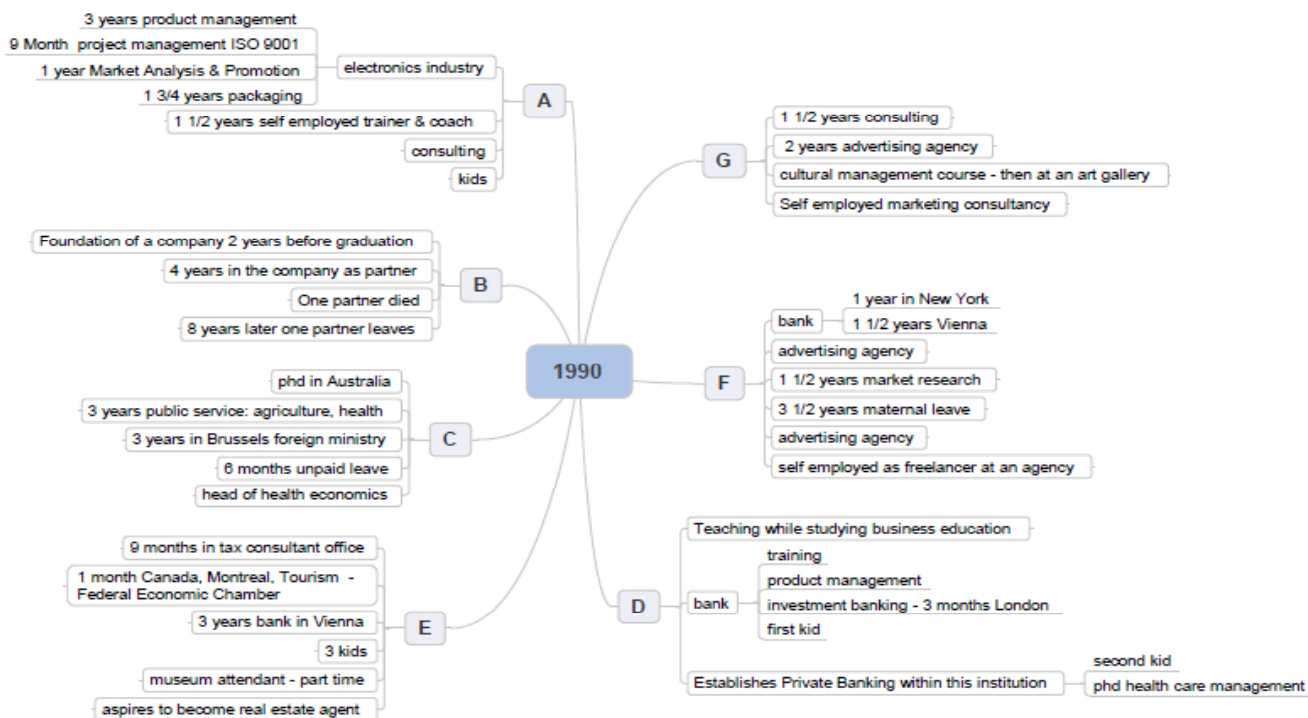 3 years product management
9 Month project management ISO 9001
1 year Market Analysis & Promotion
1 3/4 years packaging
electronics industry
1 1/2 years self employed trainer & coach
consulting
kids
A
Foundation of a company 2 years before graduation
4 years in the company as partner
One partner died
8 years later one partner leaves
B
phd in Australia
3 years public service: agriculture, health
3 years in Brussels foreign ministry
6 months unpaid leave
head of health economics
C
9 months in tax consultant office
1 month Canada, Montreal, Tourism -
Federal Economic Chamber
3 years bank in Vienna
3 kids
museum attendant - part time
aspires to become real estate agent
E
1990
G
1 1/2 years consulting
2 years advertising agency
cultural management course - then at an art gallery
Self employed marketing consultancy
F
bank
1 year in New York
1 1/2 years Vienna
advertising agency
1 1/2 years market research
3 1/2 years maternal leave
advertising agency
self employed as freelancer at an agency
D
Teaching while studying business education
bank
training
product management
investment banking - 3 months London
first kid
Establishes Private Banking within this institution
second kid
phd health care management